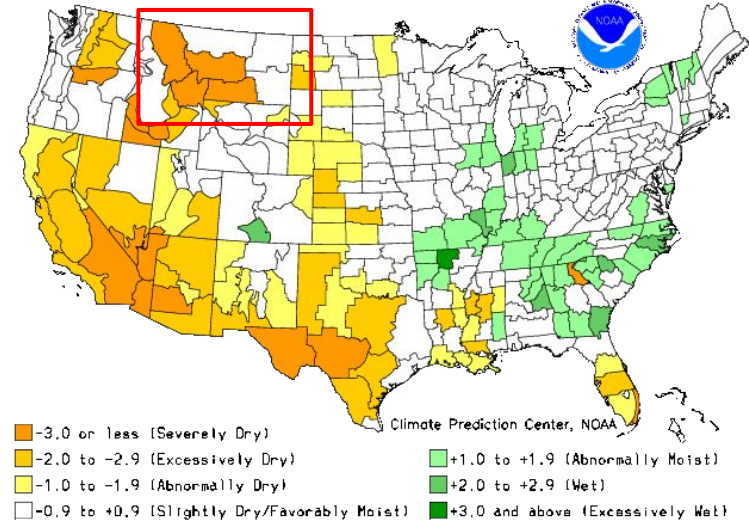 NOAA
Climate Prediction Center, NOAA
-3.0 or less (Severely Dry)
-2.0 to -2.9 (Excessively Dry)
-1.0 to -1.9 (Abnormally Dry)
-0.9 to +0.9 (Slightly Dry/Favorably Moist)
+1.0 to +1.9 (Abnormally Moist)
+2.0 to +2.9 (Wet)
+3.0 and above (Excessively Wet)